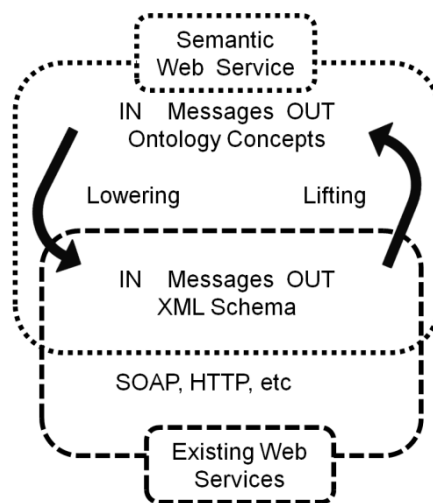 Semantic
Web Service
IN Messages OUT
Ontology Concepts
Lowering Lifting
IN Messages OUT
XML Schema
SOAP, HTTP, etc
Existing Web
Services